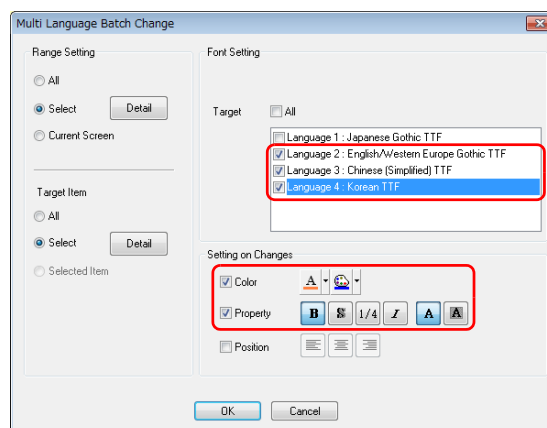 Multi Language Batch Change
Range Setting
All
Select Detail
Current Screen
Target Item
All
Select Detail
Selected Item
Font Setting
Target All
Language 1 : Japanese Gothic TTF
Language 2 : English/Western Europe Gothic TTF
Language 3 : Chinese (Simplified) TTF
Language 4 : Korean TTF
Setting on Changes
Color A
Property B S 1/4 I A A
Position
OK Cancel